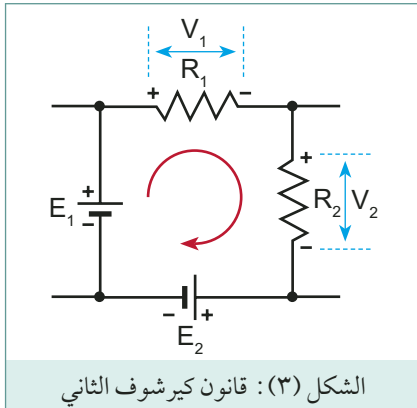 V₁
R₁
+ -
+
E₁ + -
R₂ V₂
-
- +
E₂
الشكل (٣): قانون كيرشوف الثاني